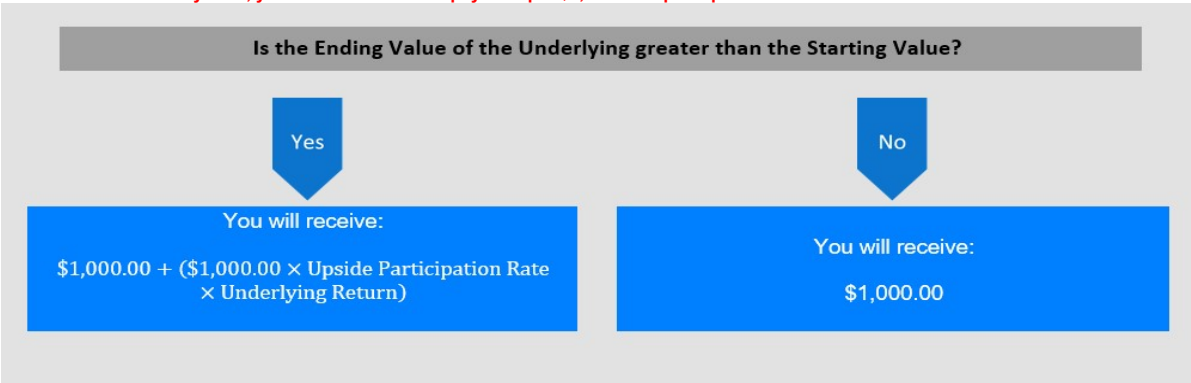 Is the Ending Value of the Underlying greater than the Starting Value?
Yes
No
You will receive:
$1,000.00 + ($1,000.00 × Upside Participation Rate
× Underlying Return)
You will receive:
$1,000.00